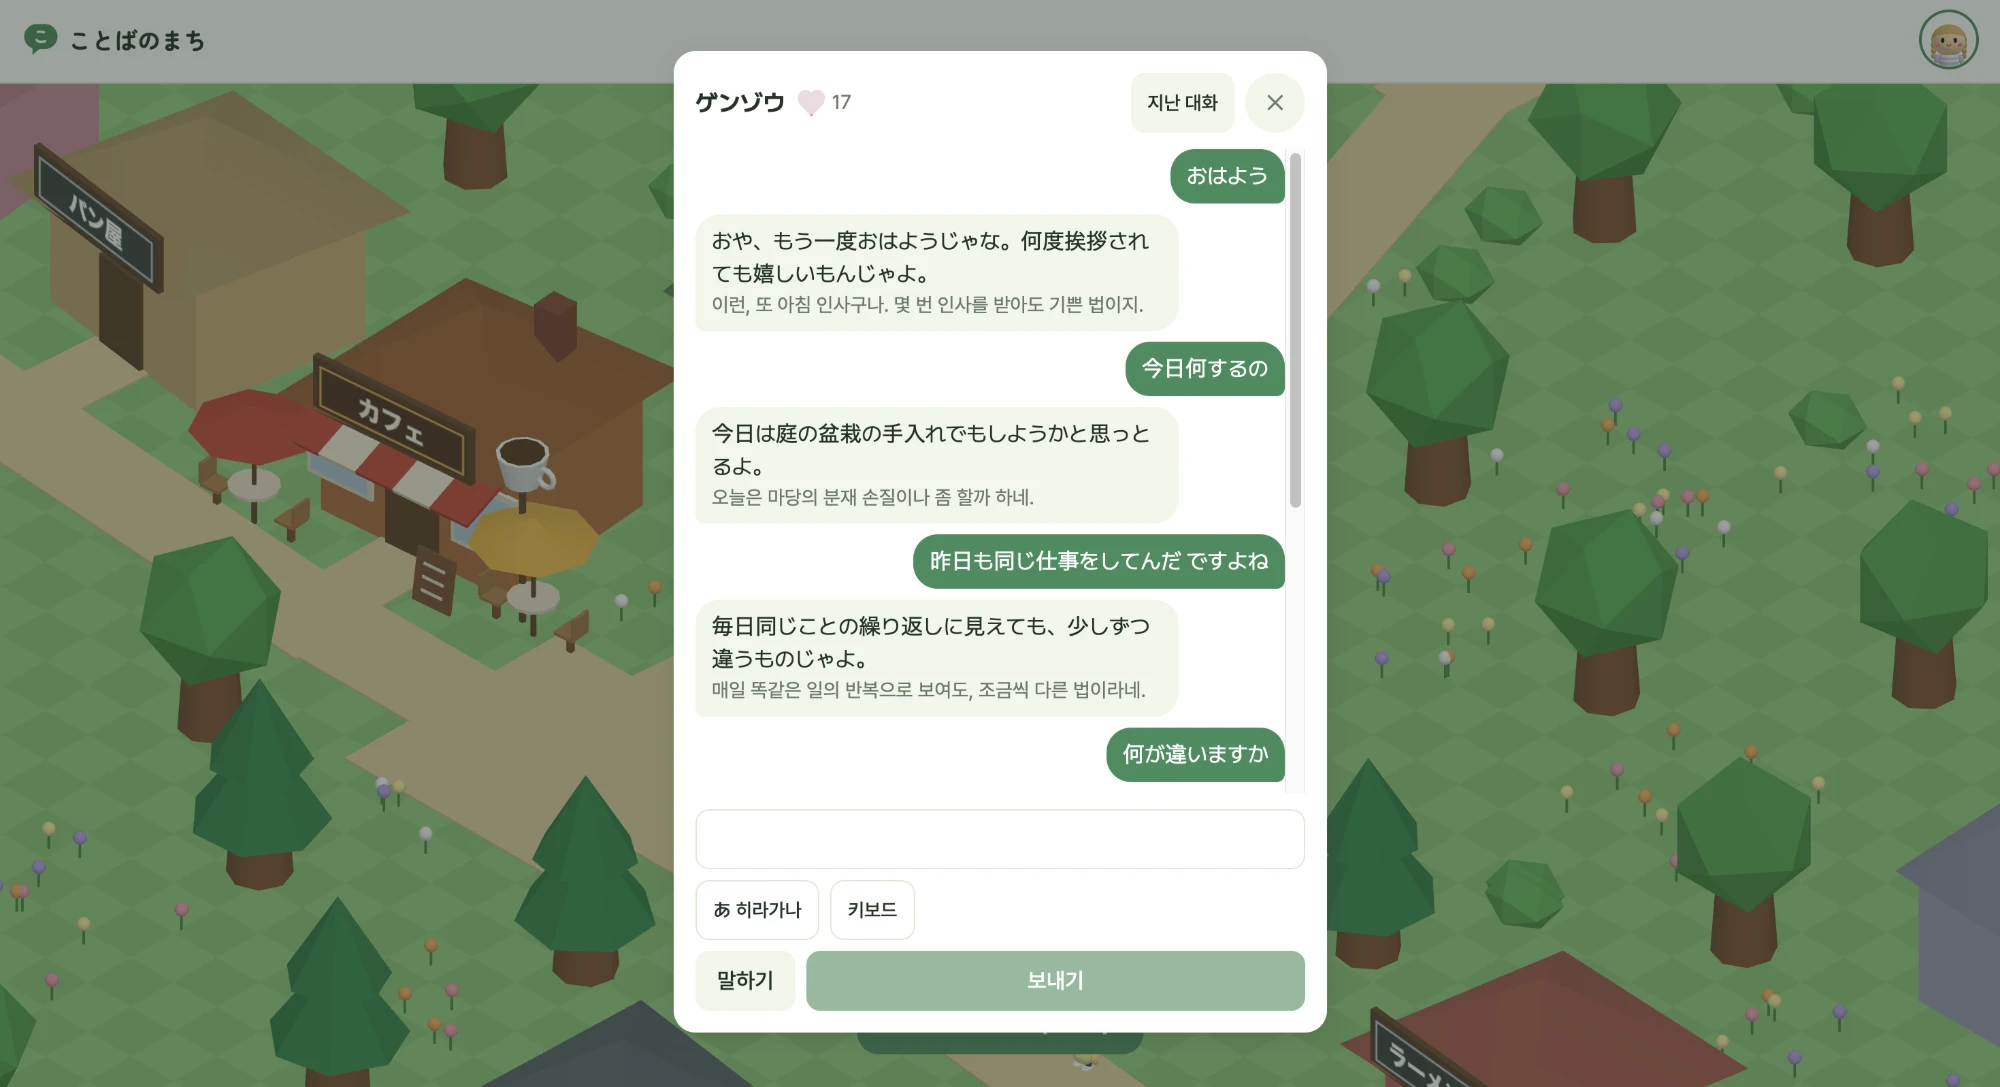 こ ことばのまち
ゲンゾウ 17
지난 대화
おはよう
おや、もう一度おはようじゃな。何度挨拶され
ても嬉しいもんじゃよ。
이런, 또 아침 인사구나. 몇 번 인사를 받아도 기쁜 법이지.
今日何するの
今日は庭の盆栽の手入れでもしようかと思っと
るよ。
오늘은 마당의 분재 손질이나 좀 할까 하네.
昨日も同じ仕事をしてんだ ですよね
毎日同じことの繰り返しに見えても、少しずつ
違うものじゃよ。
매일 똑같은 일의 반복으로 보여도, 조금씩 다른 법이라네.
何が違いますか
あ 히라가나
키보드
말하기
보내기
パン屋
カフェ
ラーメ